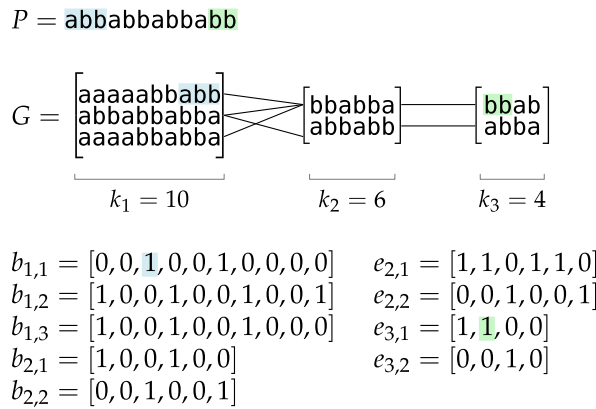 P = abbabbabbabb
G =
aaaaabbabb
abbabbabba
aaaabbabba
bbabba
abbabb
bbab
abba
k₁ = 10
k₂ = 6
k₃ = 4
b₁,₁ = [0,0,1,0,0,1,0,0,0,0]
b₁,₂ = [1,0,0,1,0,0,1,0,0,1]
b₁,₃ = [1,0,0,1,0,0,1,0,0,0]
b₂,₁ = [1,0,0,1,0,0]
b₂,₂ = [0,0,1,0,0,1]
e₂,₁ = [1,1,0,1,1,0]
e₂,₂ = [0,0,1,0,0,1]
e₃,₁ = [1,1,0,0]
e₃,₂ = [0,0,1,0]